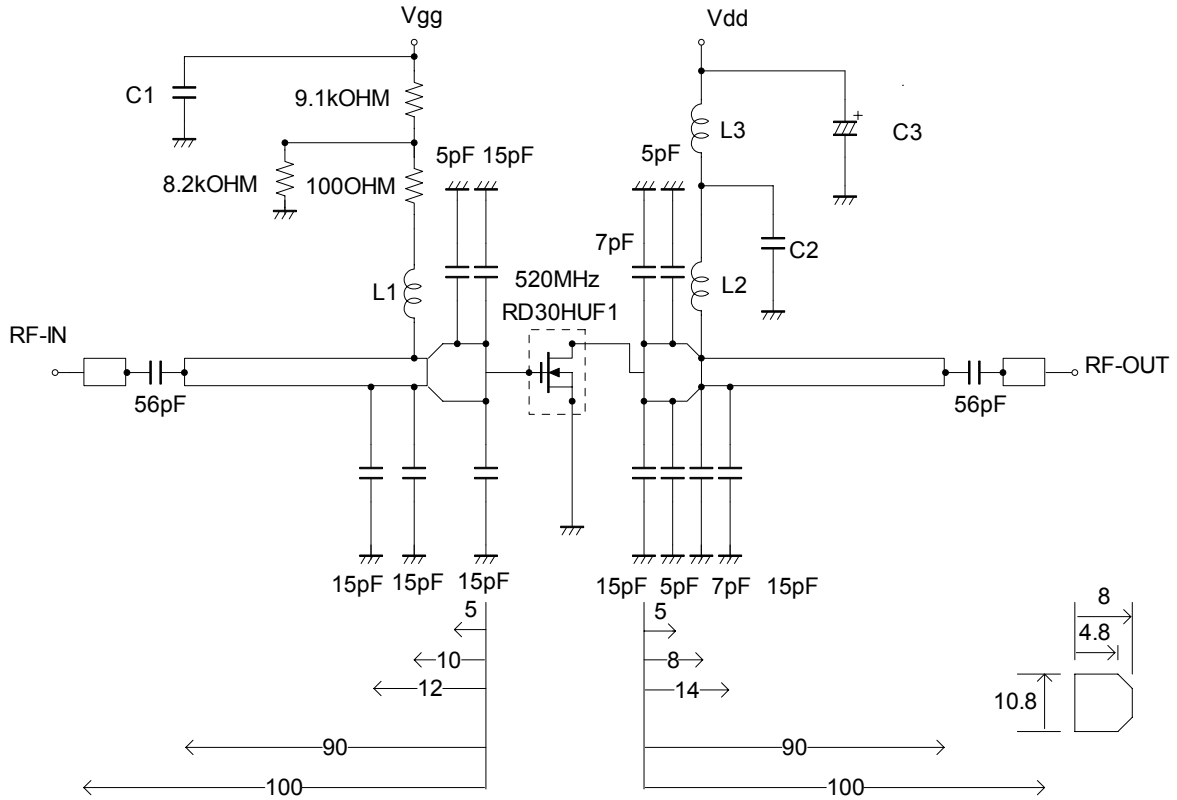 Vgg
Vdd
C1
9.1kOHM
L3
C3
+
5pF 15pF
5pF
8.2kOHM
100OHM
7pF
C2
520MHz
L1
L2
RD30HUF1
RF-IN
RF-OUT
56pF
56pF
15pF 15pF 15pF
15pF 5pF 7pF 15pF
5
5
8
4.8
10
8
12
14
10.8
90
90
100
100